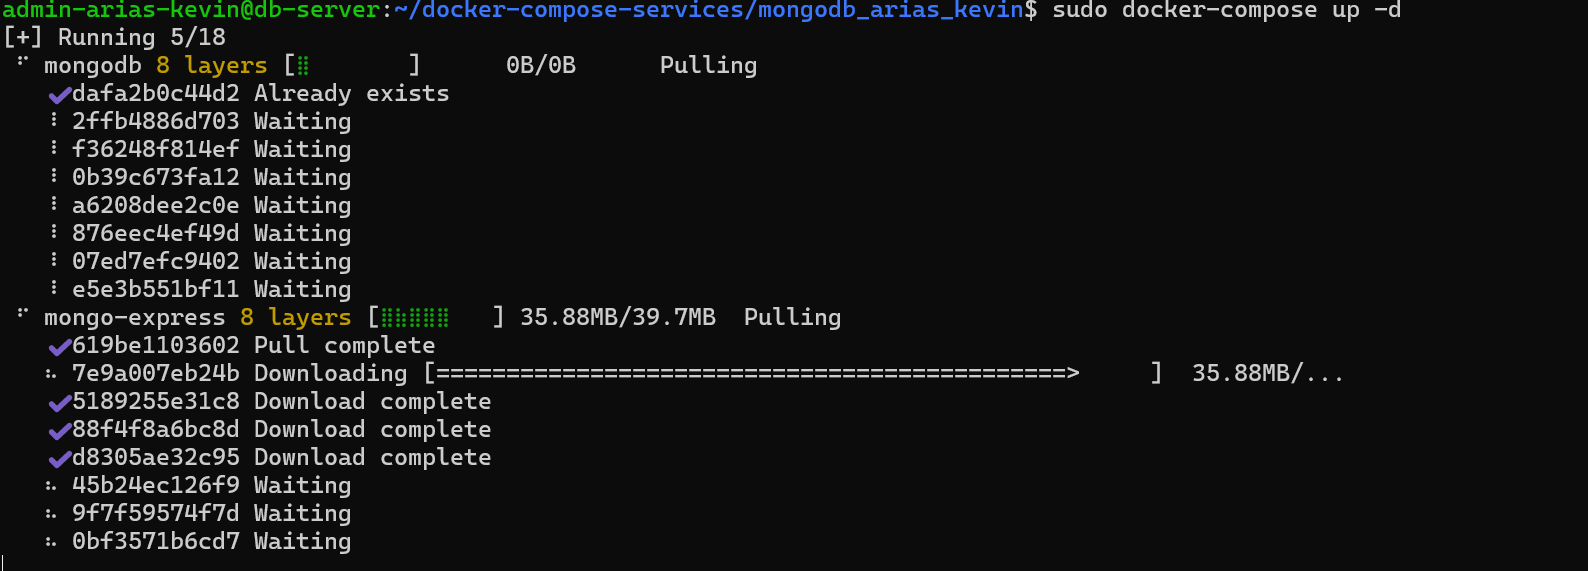 admin-arias-kevin@db-server:~/docker-compose-services/mongodb_arias_kevin$ sudo docker-compose up -d
[+] Running 5/18
⠋ mongodb 8 layers [⣿       ]      0B/0B      Pulling
✔dafa2b0c44d2 Already exists
⠇ 2ffb4886d703 Waiting
⠇ f36248f814ef Waiting
⠇ 0b39c673fa12 Waiting
⠇ a6208dee2c0e Waiting
⠇ 876eec4ef49d Waiting
⠇ 07ed7efc9402 Waiting
⠇ e5e3b551bf11 Waiting
⠋ mongo-express 8 layers [⣿⣷⣿⣿⣿   ] 35.88MB/39.7MB  Pulling
✔619be1103602 Pull complete
⠦ 7e9a007eb24b Downloading [=============================================>     ]  35.88MB/...
✔5189255e31c8 Download complete
✔88f4f8a6bc8d Download complete
✔d8305ae32c95 Download complete
⠦ 45b24ec126f9 Waiting
⠦ 9f7f59574f7d Waiting
⠦ 0bf3571b6cd7 Waiting